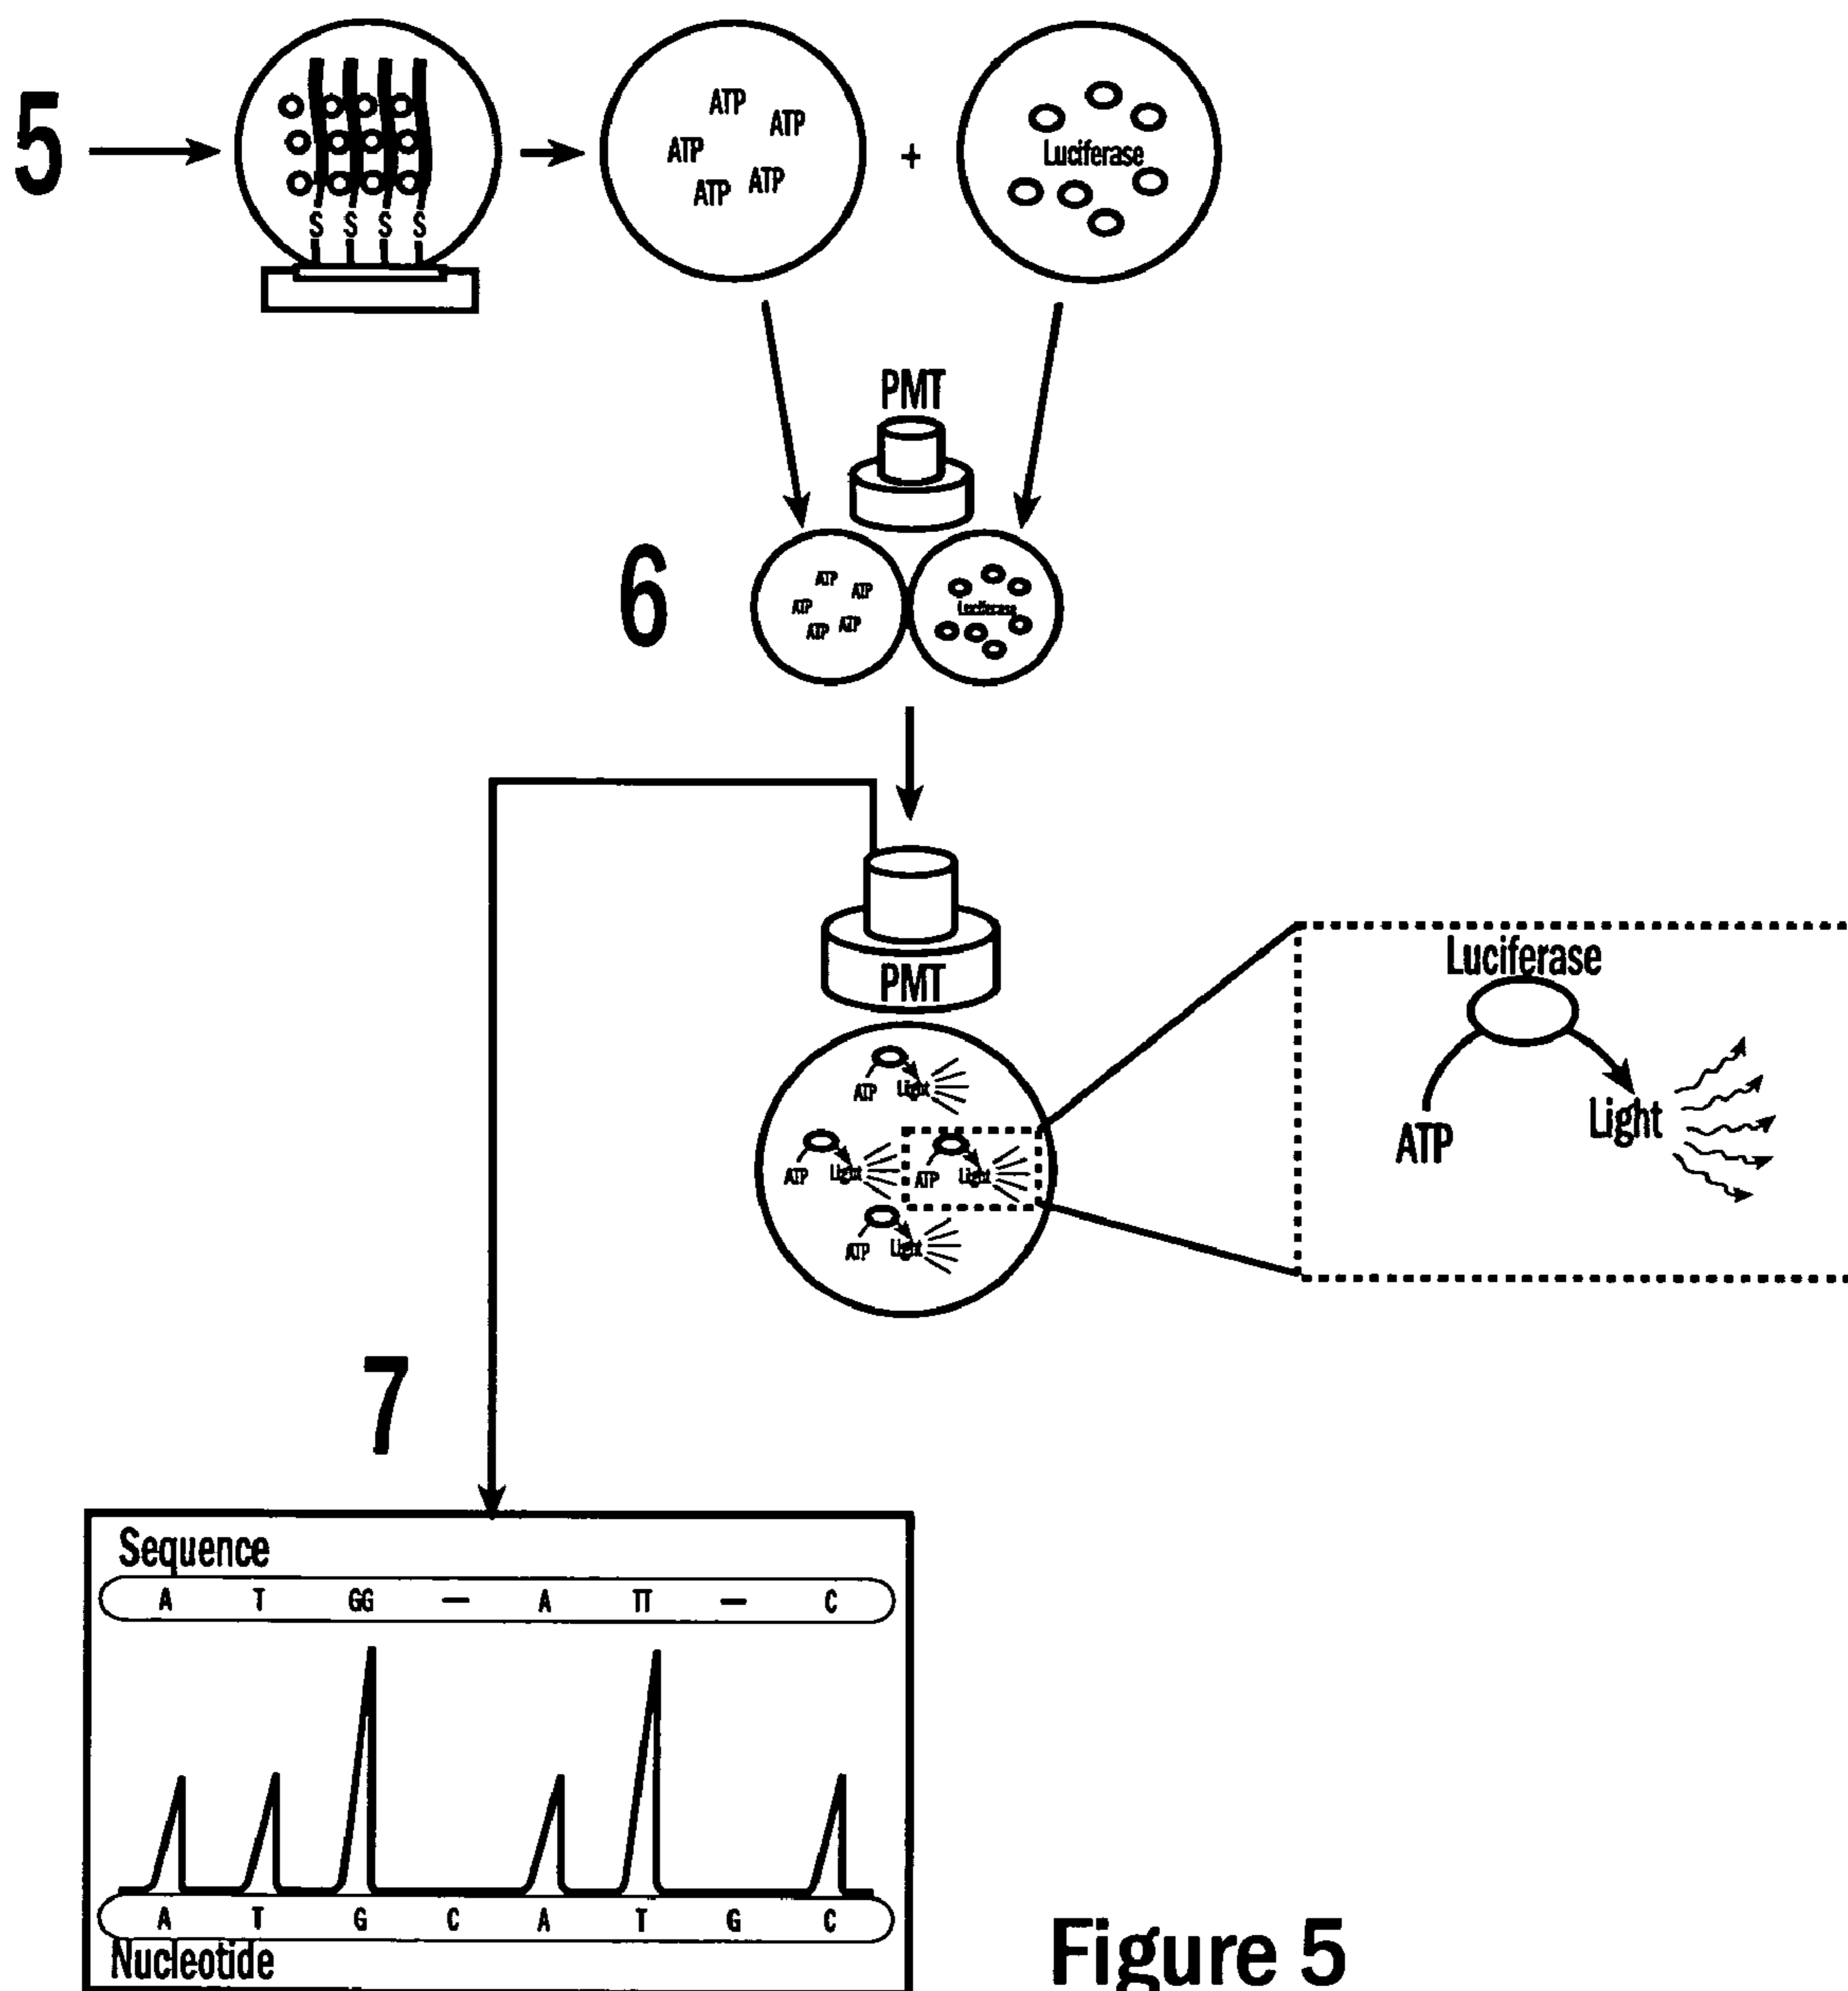 5
S S S S
ATP
ATP
ATP
ATP
ATP
+
Luciferase
PMT
6
ATP
ATP
ATP
ATP
ATP
Luciferase
PMT
ATP Light
ATP Light
ATP Light
ATP Light
Luciferase
ATP
Light
7
Sequence
A T GG — A TT — C
A T G C A T G C
Nucleotide
Figure 5